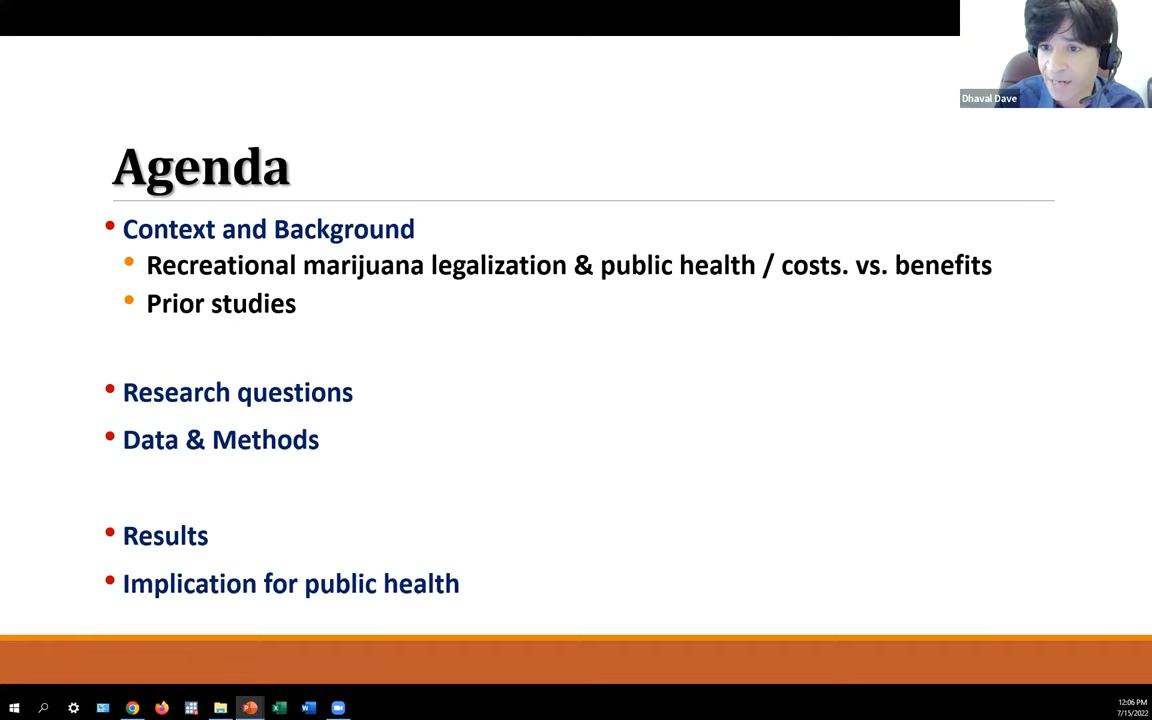 Dhaval Dave
Agenda
• Context and Background
• Recreational marijuana legalization & public health / costs. vs. benefits
• Prior studies
• Research questions
• Data & Methods
• Results
• Implication for public health
12:06 PM
7/15/2022